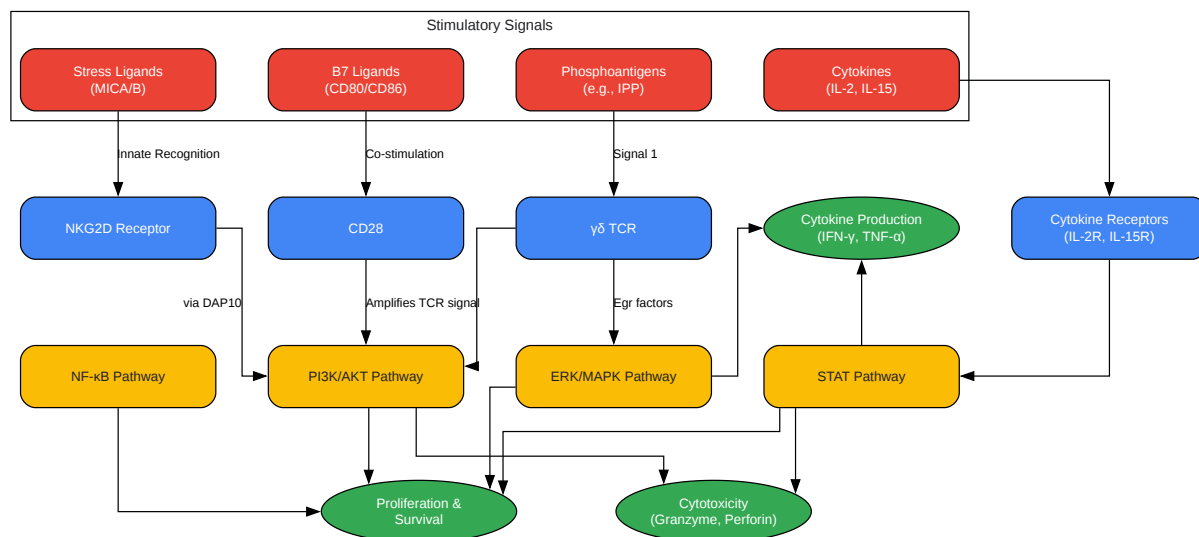 Stimulatory Signals
Stress Ligands
(MICA/B)
B7 Ligands
(CD80/CD86)
Phosphoantigens
(e.g., IPP)
Cytokines
(IL-2, IL-15)
Innate Recognition
Co-stimulation
Signal 1
NKG2D Receptor
CD28
γδ TCR
Cytokine Production
(IFN-γ, TNF-α)
Cytokine Receptors
(IL-2R, IL-15R)
via DAP10
Amplifies TCR signal
Egr factors
NF-κB Pathway
PI3K/AKT Pathway
ERK/MAPK Pathway
STAT Pathway
Proliferation &
Survival
Cytotoxicity
(Granzyme, Perforin)